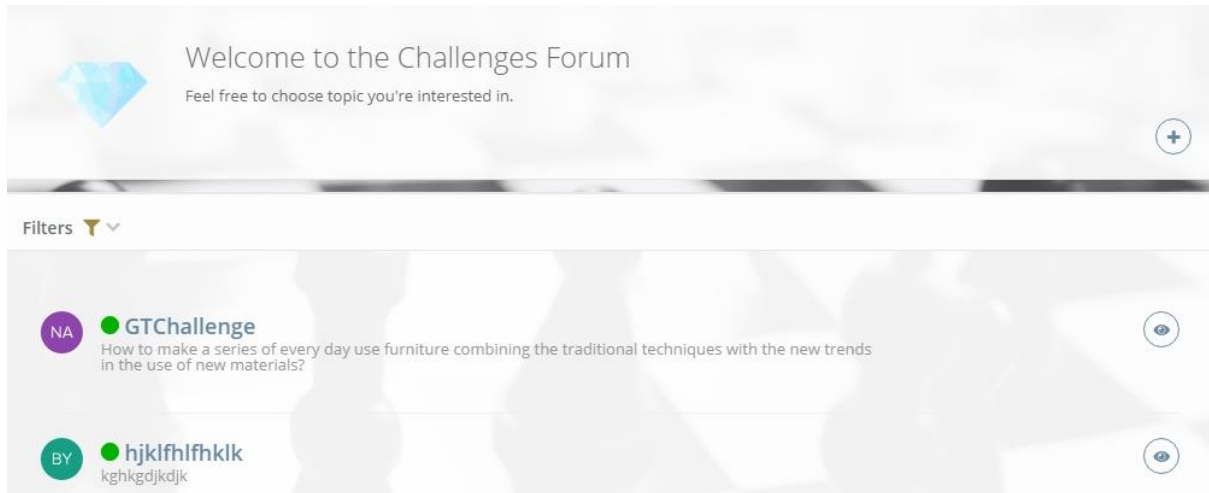 Welcome to the Challenges Forum
Feel free to choose topic you're interested in.
Filters
NA
GTChallenge
How to make a series of every day use furniture combining the traditional techniques with the new trends
in the use of new materials?
BY
hjklfhlfhklk
kghkgdjkdjk